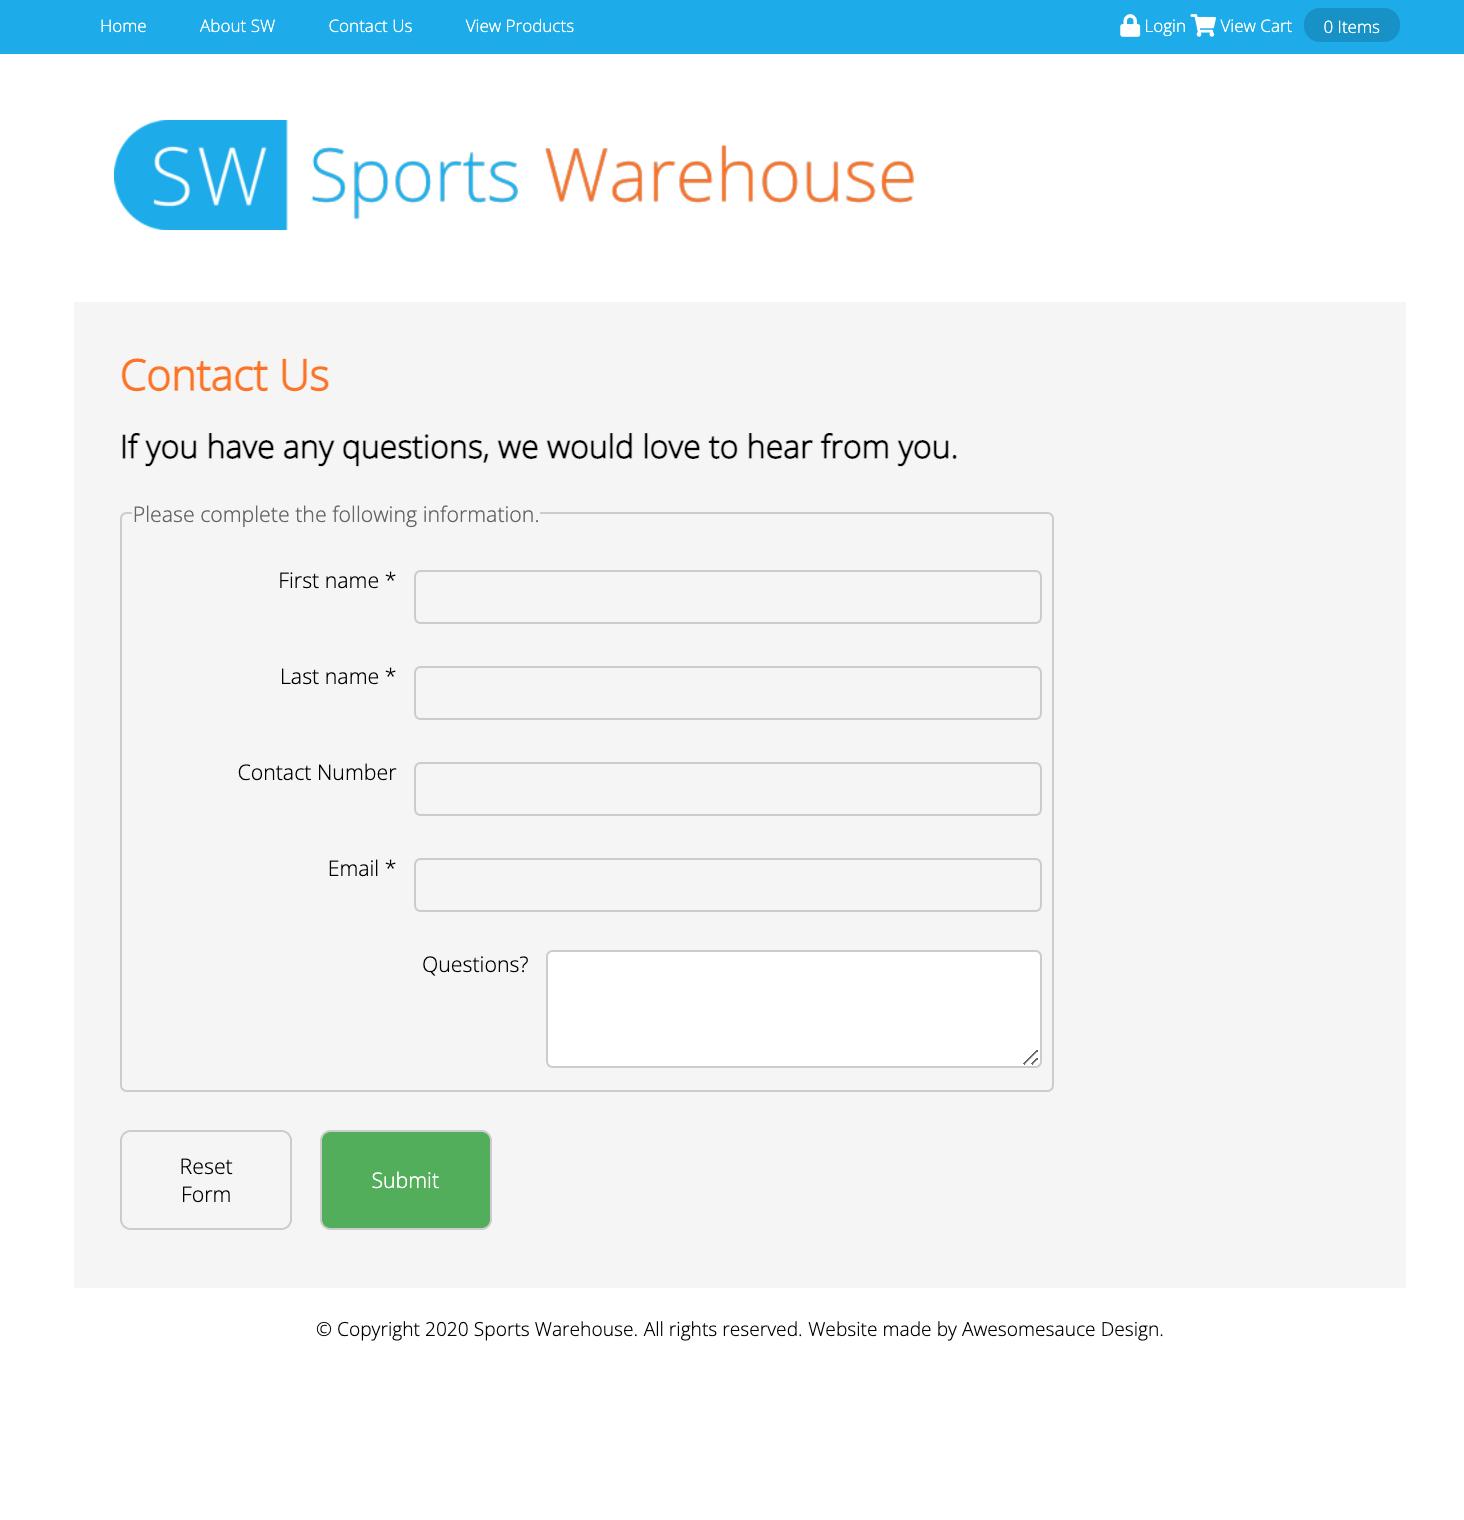 Home About SW Contact Us View Products Login View Cart 0 Items
SW Sports Warehouse
Contact Us
If you have any questions, we would love to hear from you.
Please complete the following information.
First name *
Last name *
Contact Number
Email *
Questions?
Reset
Form
Submit
© Copyright 2020 Sports Warehouse. All rights reserved. Website made by Awesomesauce Design.